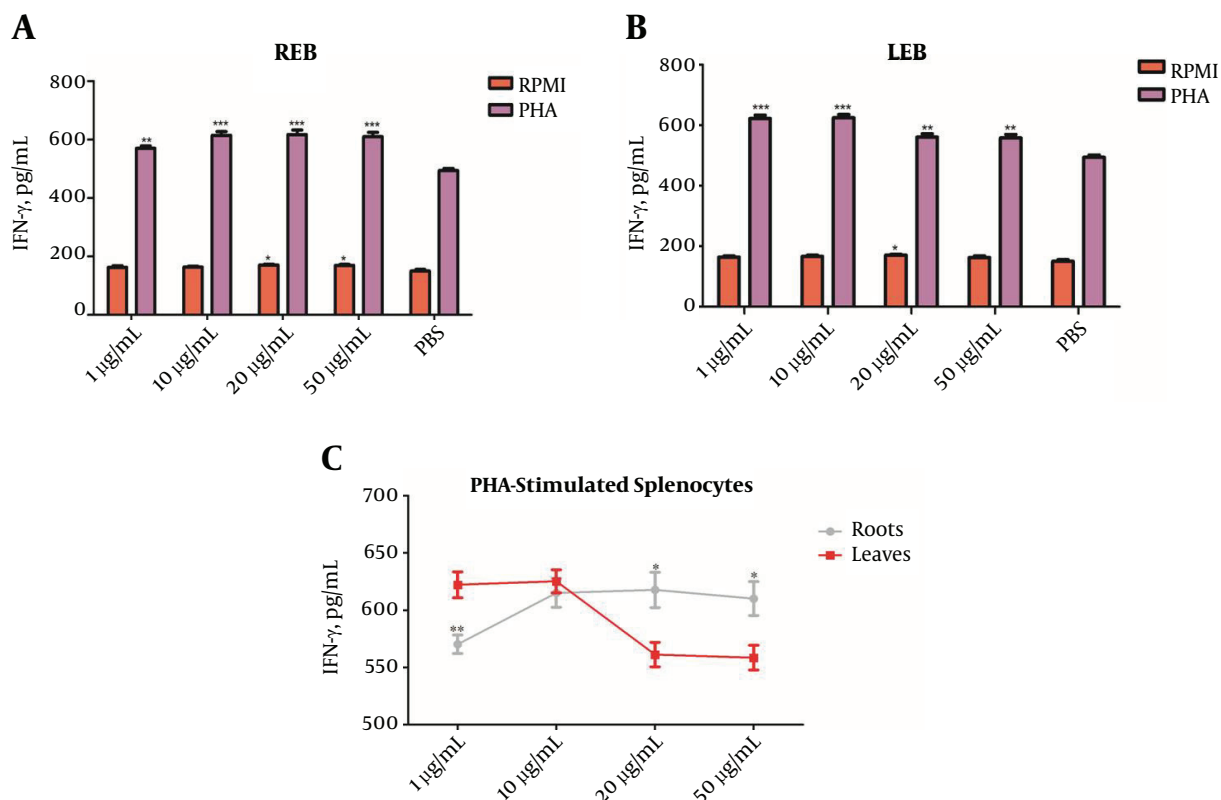 A
REB
IFN-γ, pg/mL
800
600
400
200
0
** *** *** ***
* *
1 μg/mL
10 μg/mL
20 μg/mL
50 μg/mL
PBS
RPMI
PHA
B
LEB
IFN-γ, pg/mL
800
600
400
200
0
*** *** ** **
*
1 μg/mL
10 μg/mL
20 μg/mL
50 μg/mL
PBS
RPMI
PHA
C
PHA-Stimulated Splenocytes
IFN-γ, pg/mL
700
650
600
550
500
** * *
1 μg/mL
10 μg/mL
20 μg/mL
50 μg/mL
Roots
Leaves